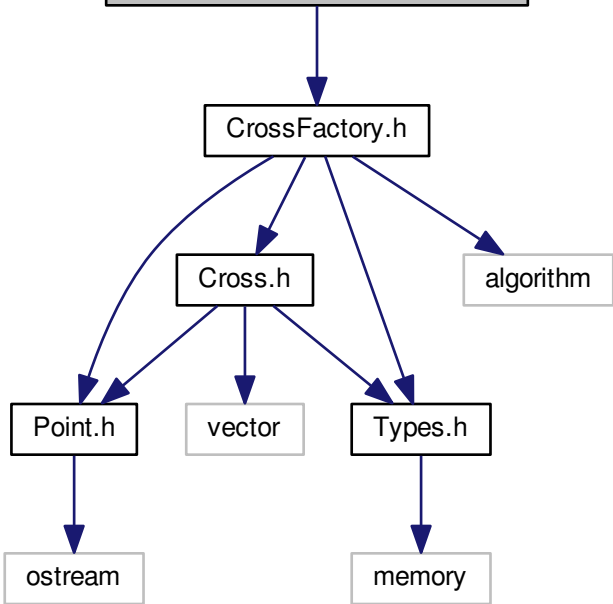 CrossFactory.h
Cross.h
algorithm
Point.h
vector
Types.h
ostream
memory